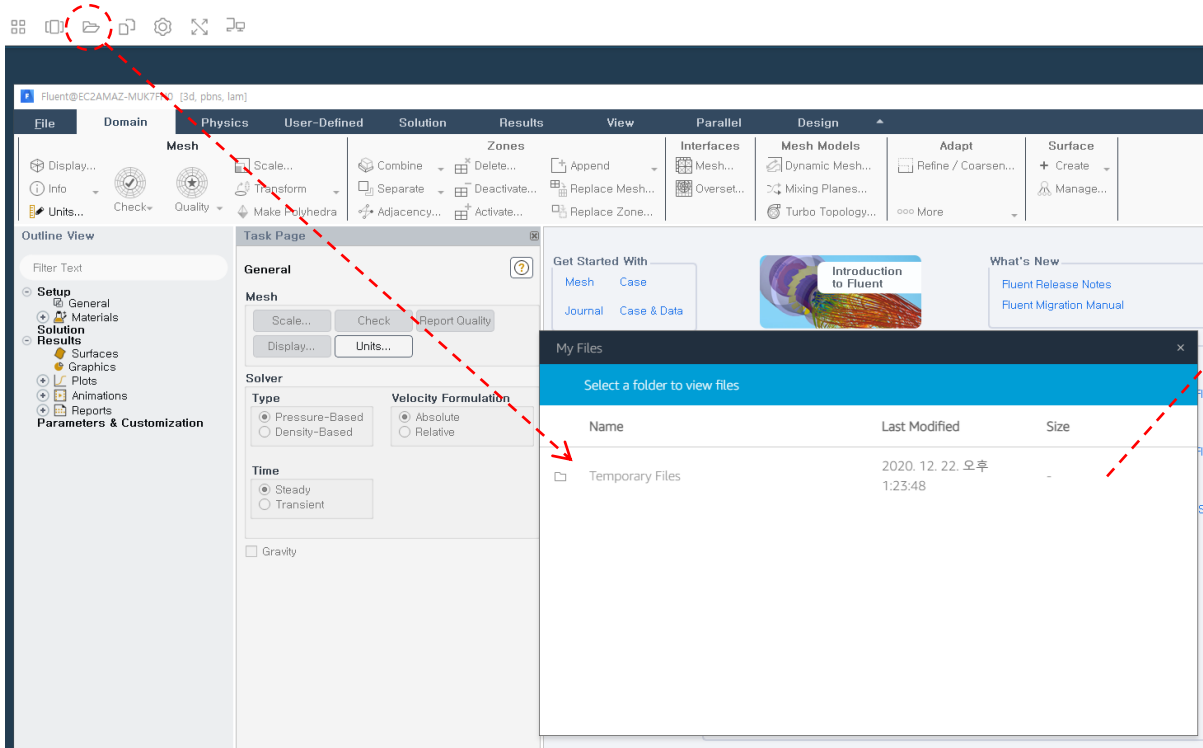 Fluent@EC2AMAZ-MUK7F 0 [3d, pbns, lam]
File Domain Physics User-Defined Solution Results View Parallel Design
Mesh Zones Interfaces Mesh Models Adapt Surface
Display... Scale... Combine Delete... Append Mesh... Dynamic Mesh... Refine / Coarsen... + Create
Info Transform Separate Deactivate... Replace Mesh... Overset... Mixing Planes... Manage...
Units... Check Quality Make Polyhedra Adjacency... Activate... Replace Zone... Turbo Topology... More
Outline View
Filter Text
Setup
General
Materials
Solution
Results
Surfaces
Graphics
Plots
Animations
Reports
Parameters & Customization
Task Page
General
Mesh
Scale... Check Report Quality
Display... Units...
Solver
Type Velocity Formulation
Pressure-Based Absolute
Density-Based Relative
Time
Steady
Transient
Gravity
Get Started With
Mesh Case
Journal Case & Data
Introduction
to Fluent
What's New
Fluent Release Notes
Fluent Migration Manual
My Files ×
Select a folder to view files
Name Last Modified Size
Temporary Files 2020. 12. 22. 오후 -
1:23:48